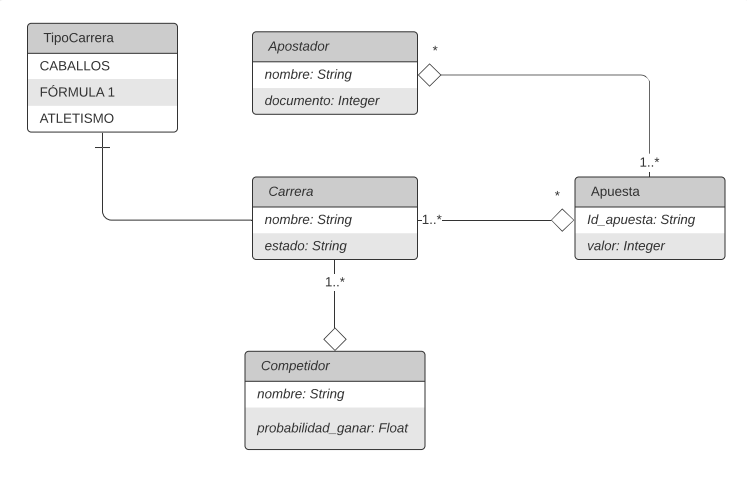 TipoCarrera
CABALLOS
FÓRMULA 1
ATLETISMO
Apostador
nombre: String
documento: Integer
*
1..*
Carrera
nombre: String
estado: String
1..*
*
Apuesta
Id_apuesta: String
valor: Integer
1..*
Competidor
nombre: String
probabilidad_ganar: Float